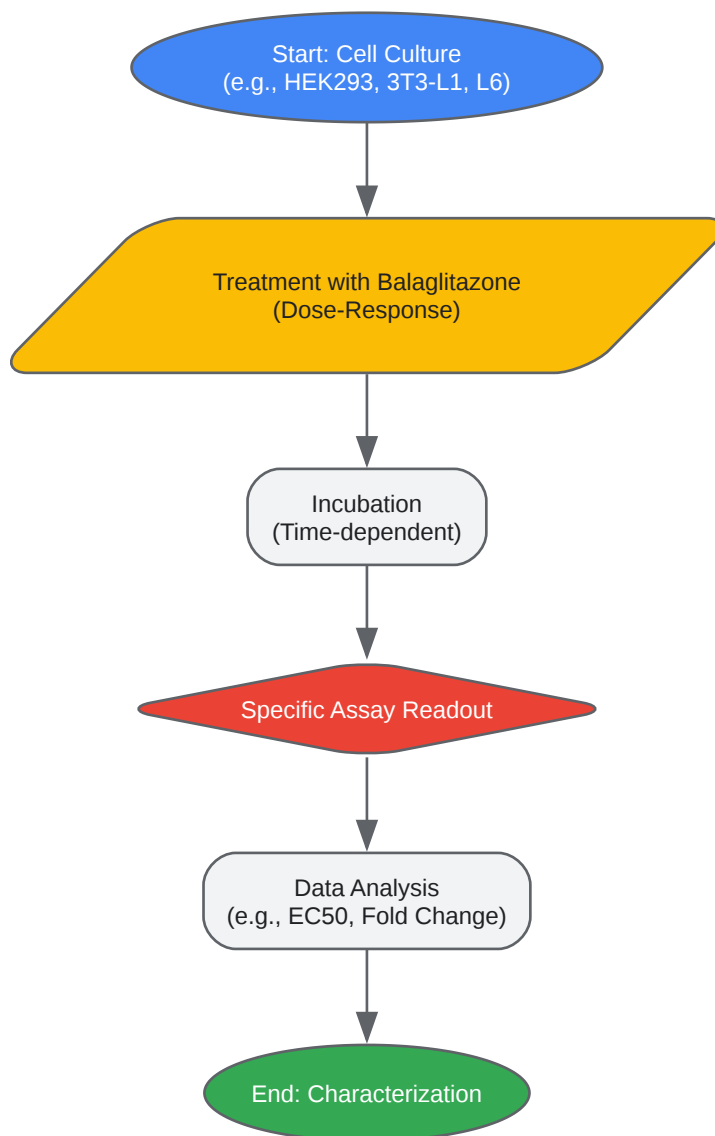 Start: Cell Culture
(e.g., HEK293, 3T3-L1, L6)
Treatment with Balaglitazone
(Dose-Response)
Incubation
(Time-dependent)
Specific Assay Readout
Data Analysis
(e.g., EC50, Fold Change)
End: Characterization